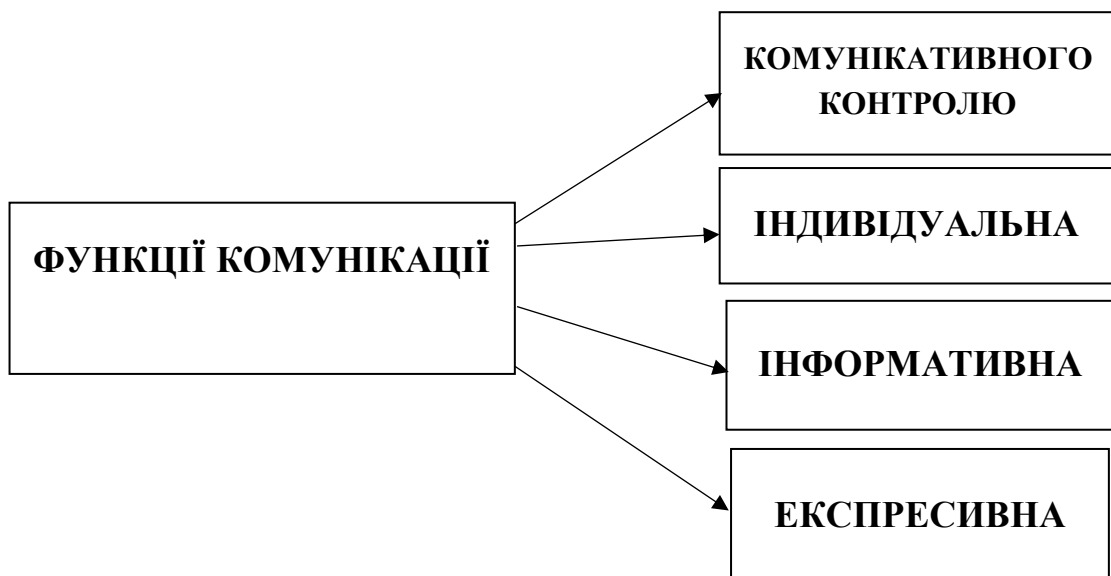 ФУНКЦІЇ КОМУНІКАЦІЇ
КОМУНІКАТИВНОГО
КОНТРОЛЮ
ІНДИВІДУАЛЬНА
ІНФОРМАТИВНА
ЕКСПРЕСИВНА